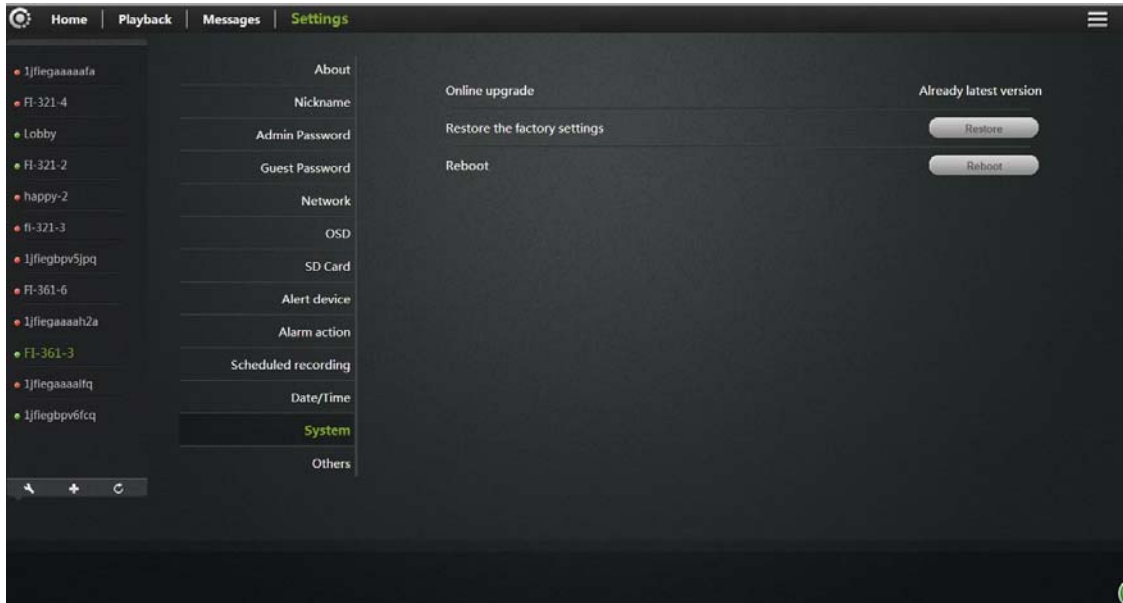 Home | Playback | Messages | Settings
1jfiegaaaaafa
FI-321-4
Lobby
FI-321-2
happy-2
fi-321-3
1jfiegbpv5jpq
FI-361-6
1jfiegaaaah2a
FI-361-3
1jfiegaaaaifq
1jfiegbpv6fcq
About
Nickname
Admin Password
Guest Password
Network
OSD
SD Card
Alert device
Alarm action
Scheduled recording
Date/Time
System
Others
Online upgrade Already latest version
Restore the factory settings Restore
Reboot Reboot